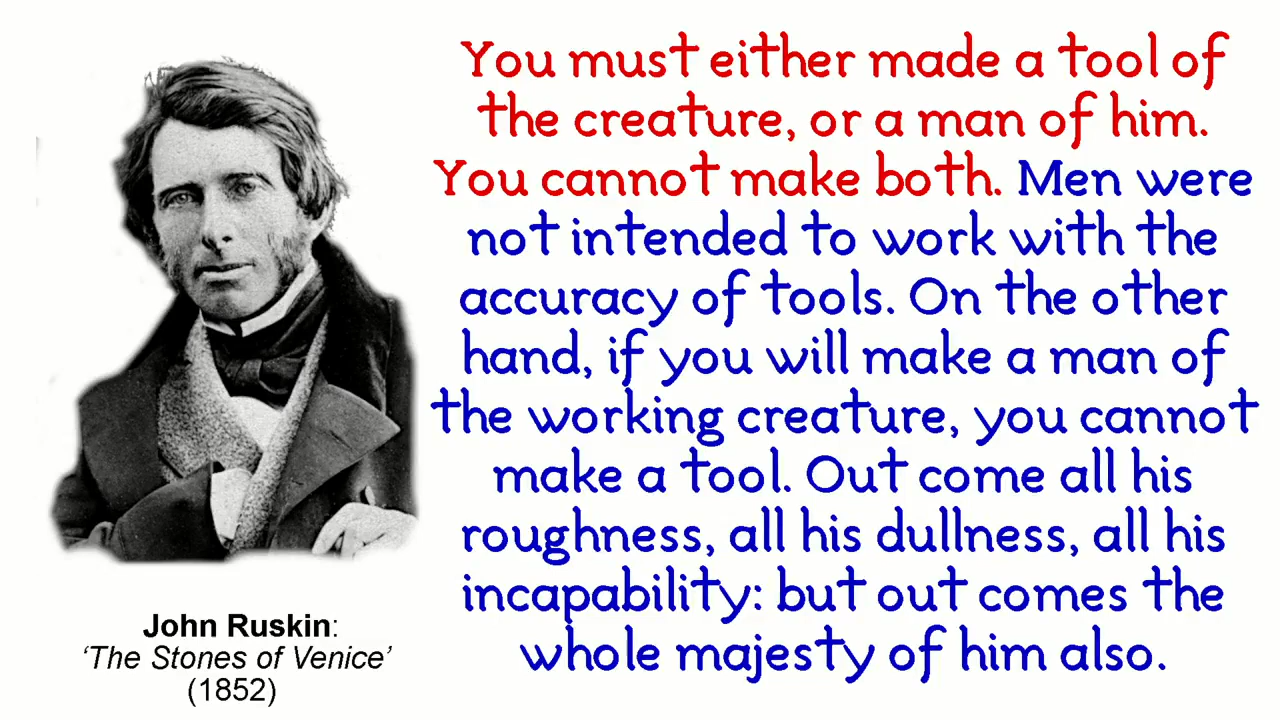 You must either made a tool of
the creature, or a man of him.
You cannot make both. Men were
not intended to work with the
accuracy of tools. On the other
hand, if you will make a man of
the working creature, you cannot
make a tool. Out come all his
roughness, all his dullness, all his
incapability: but out comes the
whole majesty of him also.
John Ruskin:
‘The Stones of Venice’
(1852)